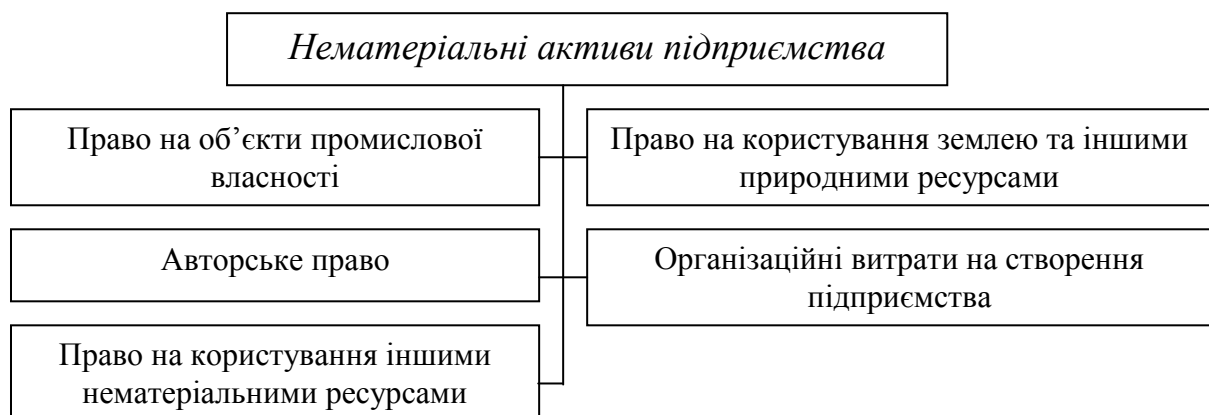 Нематеріальні активи підприємства
Право на об’єкти промислової
власності
Право на користування землею та іншими
природними ресурсами
Авторське право
Організаційні витрати на створення
підприємства
Право на користування іншими
нематеріальними ресурсами